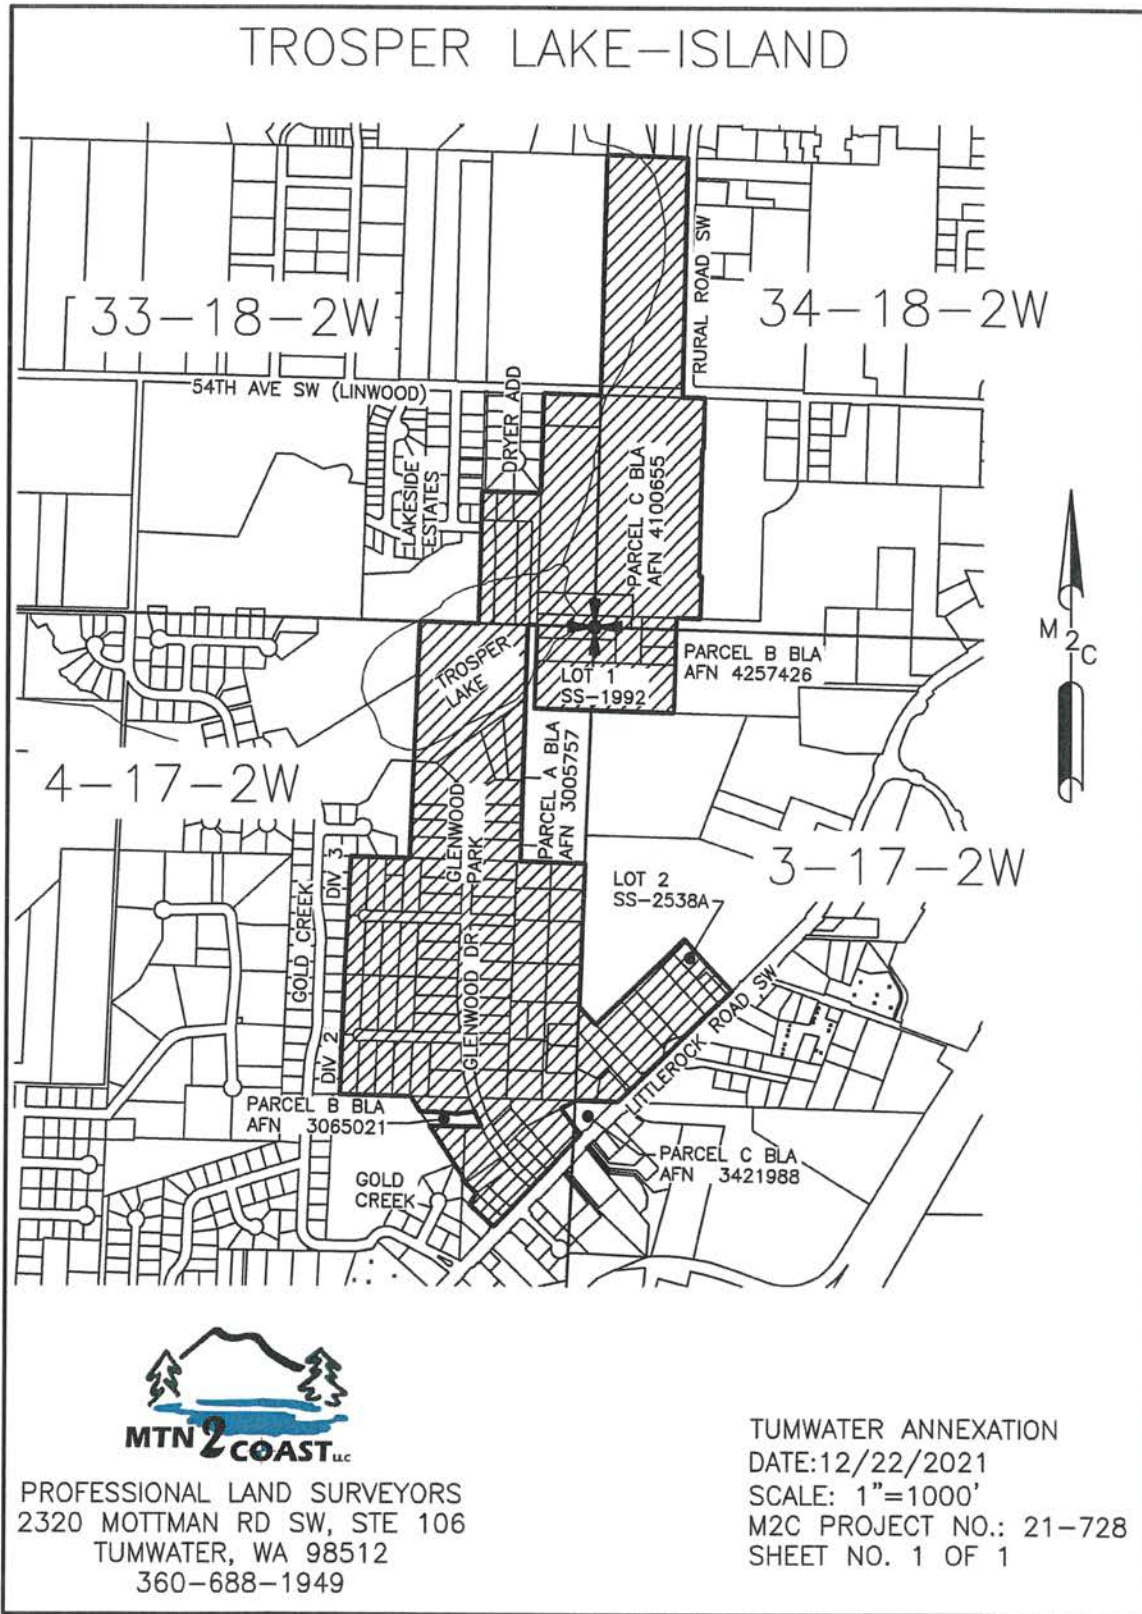 TROSPER LAKE-ISLAND
RURAL ROAD SW
33-18-2W
34-18-2W
54TH AVE SW (LINWOOD)
DRYER ADD
LAKESIDE
ESTATES
PARCEL C BLA
AFN 4100655
M2C
TROSPER
LAKE
LOT 1
SS-1992
PARCEL B BLA
AFN 4257426
PARCEL A BLA
AFN 3005757
4-17-2W
GLENWOOD
PARK
3-17-2W
DIV 3
LOT 2
SS-2538A
GOLD CREEK
GLENWOOD DR
LITTLEROCK ROAD SW
DIV 2
PARCEL B BLA
AFN 3065021
PARCEL C BLA
AFN 3421988
GOLD
CREEK
MTN 2 COAST LLC
PROFESSIONAL LAND SURVEYORS
2320 MOTTMAN RD SW, STE 106
TUMWATER, WA 98512
360-688-1949
TUMWATER ANNEXATION
DATE:12/22/2021
SCALE: 1"=1000'
M2C PROJECT NO.: 21-728
SHEET NO. 1 OF 1